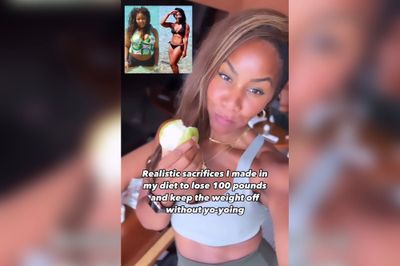 Realistic sacrifices I made in
my diet to lose 100 pounds
and keep the weight off
without yo-yoing